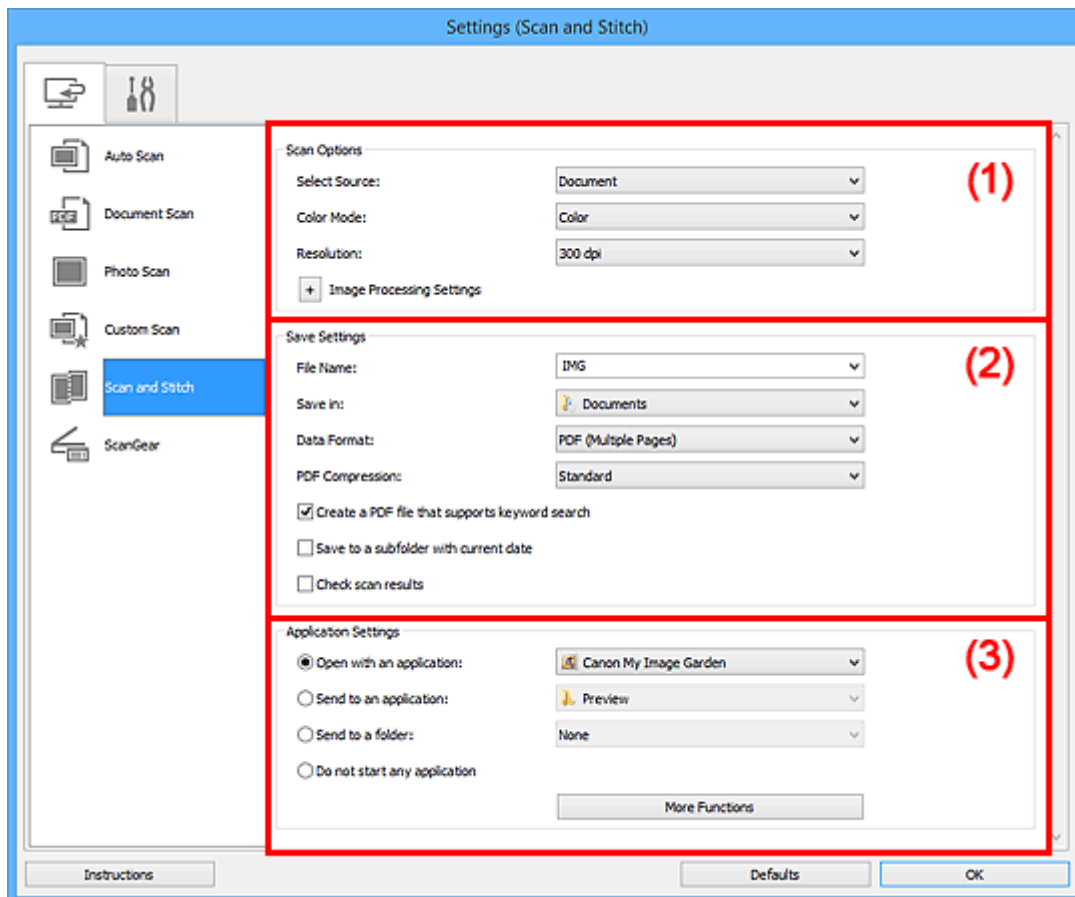 Settings (Scan and Stitch)
Auto Scan
PDF
Document Scan
Photo Scan
Custom Scan
Scan and Stitch
ScanGear
Scan Options
(1)
Select Source: Document
Color Mode: Color
Resolution: 300 dpi
+ Image Processing Settings
Save Settings
(2)
File Name: IMG
Save in: Documents
Data Format: PDF (Multiple Pages)
PDF Compression: Standard
Create a PDF file that supports keyword search
Save to a subfolder with current date
Check scan results
Application Settings
(3)
Open with an application: Canon My Image Garden
Send to an application: Preview
Send to a folder: None
Do not start any application
More Functions
Instructions Defaults OK